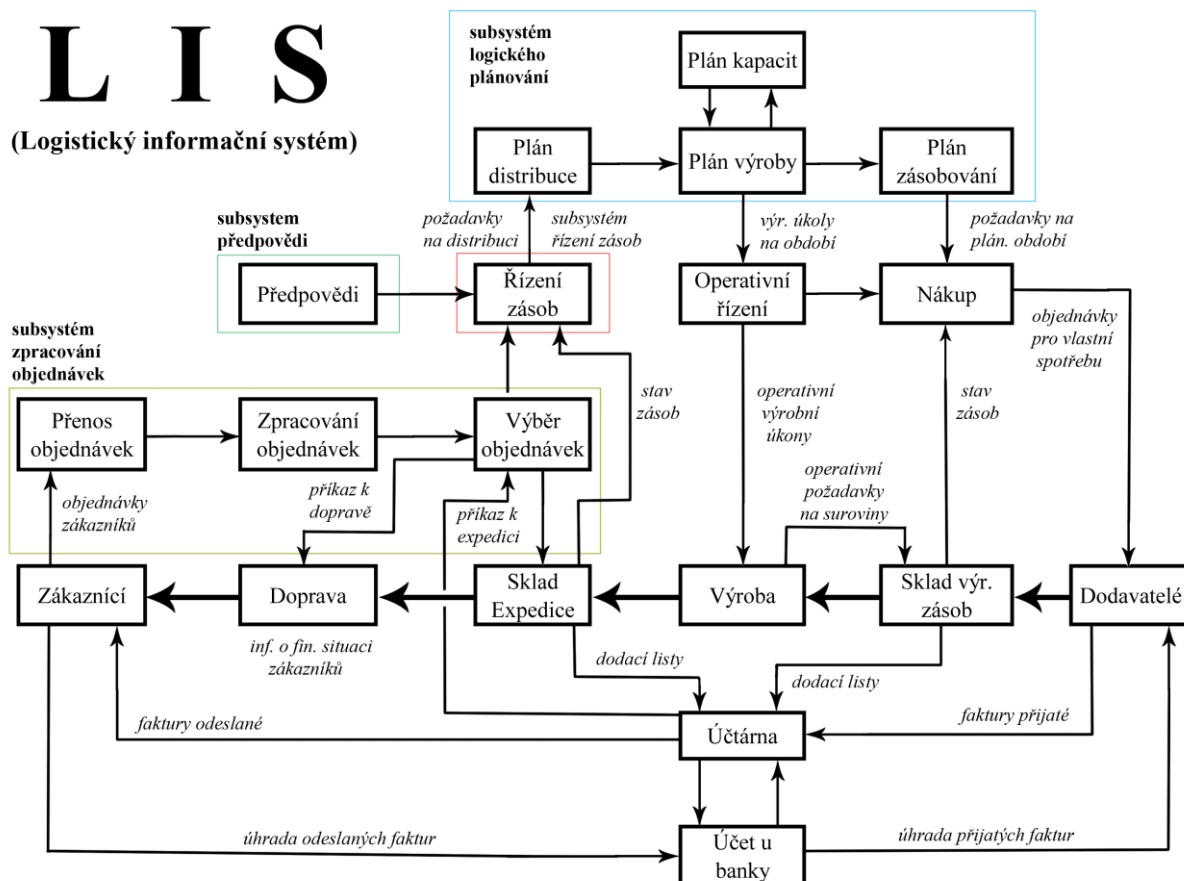 L I S
(Logistický informační systém)
subsystém
logického
plánování
Plán kapacit
Plán
distribuce
Plán výroby
Plán
zásobování
subsystem
předpovědi
požadavky
na distribuci
subsystém
řízení zásob
výr. úkoly
na období
požadavky na
plán. období
Předpovědi
Řízení
zásob
Operativní
řízení
Nákup
objednávky
pro vlastní
spotřebu
subsystém
zpracování
objednávek
stav
zásob
operativní
výrobní
úkony
stav
zásob
Přenos
objednávek
Zpracování
objednávek
Výběr
objednávek
objednávky
zákazníků
příkaz k
dopravě
příkaz k
expedici
operativní
požadavky
na suroviny
Zákaznící
Doprava
Sklad
Expedice
Výroba
Sklad výr.
zásob
Dodavatelé
inf. o fin. situaci
zákazníků
dodací listy
dodací listy
faktury odeslané
Účtárna
faktury přijaté
úhrada odeslaných faktur
Účet u
banky
úhrada přijatých faktur